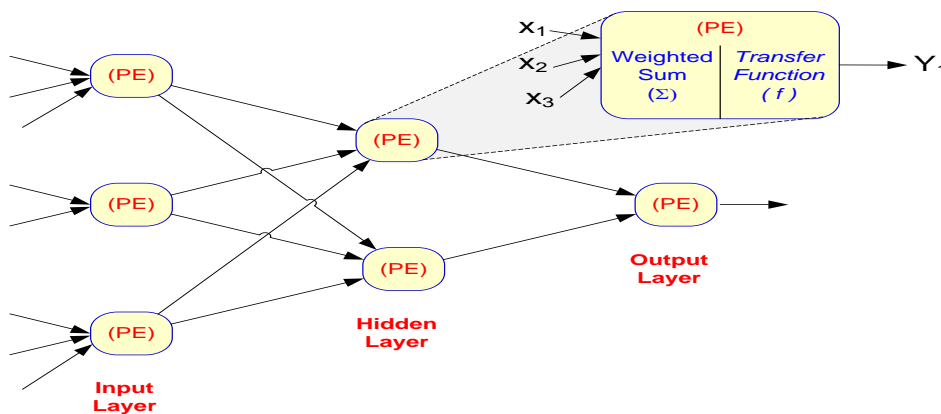 x1
x2
x3
(PE)
Weighted
Sum
(Σ)
Transfer
Function
( f )
Y1
(PE)
(PE)
(PE)
(PE)
(PE)
(PE)
Input
Layer
Hidden
Layer
Output
Layer